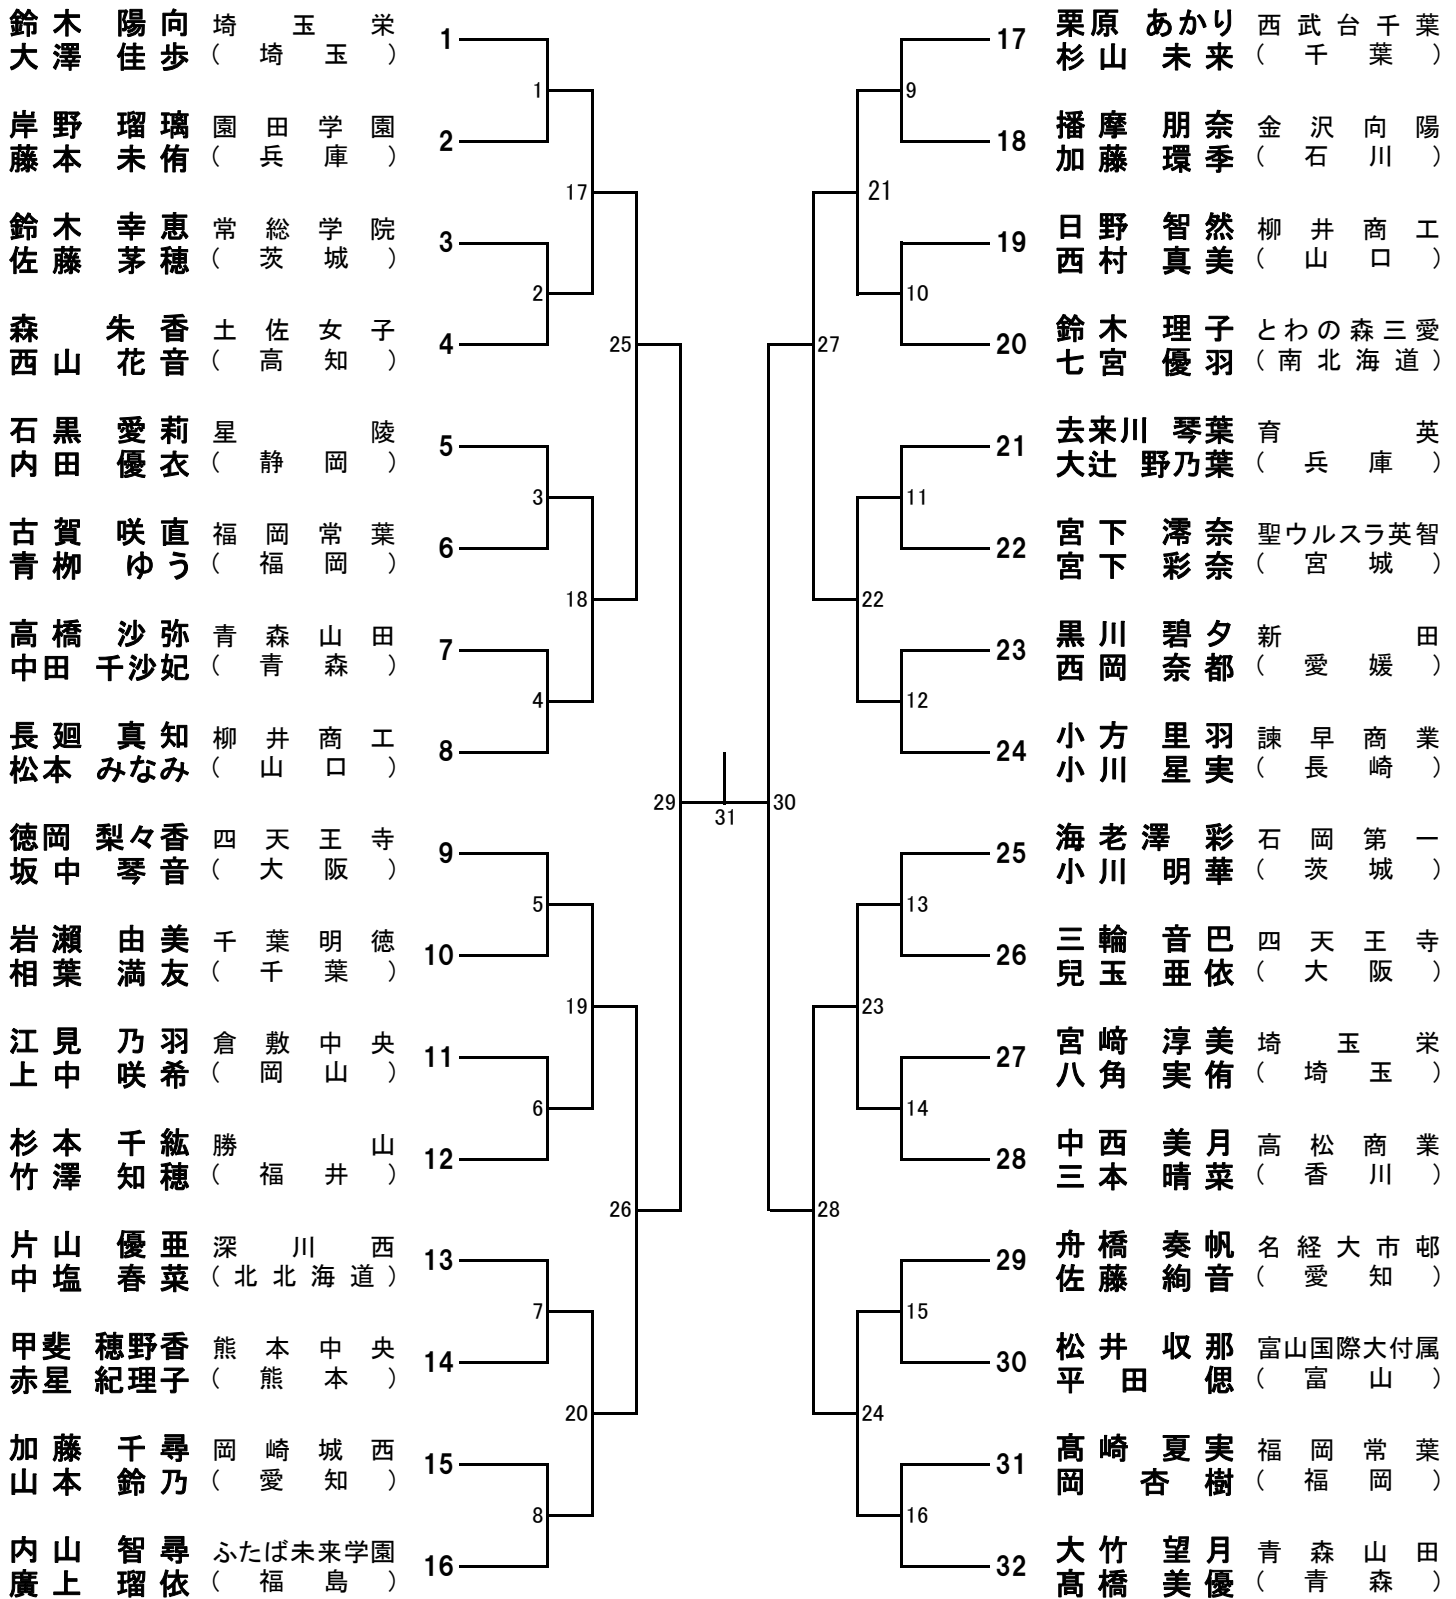 鈴木 陽向 埼玉栄
大澤 佳歩 (埼玉) 1
岸野 瑠璃 園田学園
藤本 未侑 (兵庫) 2
鈴木 幸恵 常総学院
佐藤 茅穂 (茨城) 3
森 朱香 土佐女子
西山 花音 (高知) 4
石黒 愛莉 星陵
内田 優衣 (静岡) 5
古賀 咲直 福岡常葉
青栁 ゆう (福岡) 6
高橋 沙弥 青森山田
中田 千沙妃 (青森) 7
長廻 真知 柳井商工
松本 みなみ (山口) 8
徳岡 梨々香 四天王寺
坂中 琴音 (大阪) 9
岩瀬 由美 千葉明徳
相葉 満友 (千葉) 10
江見 乃羽 倉敷中央
上中 咲希 (岡山) 11
杉本 千紘 勝山
竹澤 知穂 (福井) 12
片山 優亜 深川西
中塩 春菜 (北北海道) 13
甲斐 穂野香 熊本中央
赤星 紀理子 (熊本) 14
加藤 千尋 岡崎城西
山本 鈴乃 (愛知) 15
内山 智尋 ふたば未来学園
廣上 瑠依 (福島) 16
1
2
3
4
5
6
7
8
17
18
19
20
25
26
29
31
30
27
28
21
22
23
24
9
10
11
12
13
14
15
16
17 栗原 あかり 西武台千葉
杉山 未来 (千葉)
18 播摩 朋奈 金沢向陽
加藤 環季 (石川)
19 日野 智然 柳井商工
西村 真美 (山口)
20 鈴木 理子 とわの森三愛
七宮 優羽 (南北海道)
21 去来川 琴葉 育英
大辻 野乃葉 (兵庫)
22 宮下 澪奈 聖ウルスラ英智
宮下 彩奈 (宮城)
23 黒川 碧夕 新田
西岡 奈都 (愛媛)
24 小方 里羽 諫早商業
小川 星実 (長崎)
25 海老澤 彩 石岡第一
小川 明華 (茨城)
26 三輪 音巴 四天王寺
兒玉 亜依 (大阪)
27 宮﨑 淳美 埼玉栄
八角 実侑 (埼玉)
28 中西 美月 高松商業
三本 晴菜 (香川)
29 舟橋 奏帆 名経大市邨
佐藤 絢音 (愛知)
30 松井 収那 富山国際大付属
平田 偲 (富山)
31 髙崎 夏実 福岡常葉
岡 杏樹 (福岡)
32 大竹 望月 青森山田
髙橋 美優 (青森)